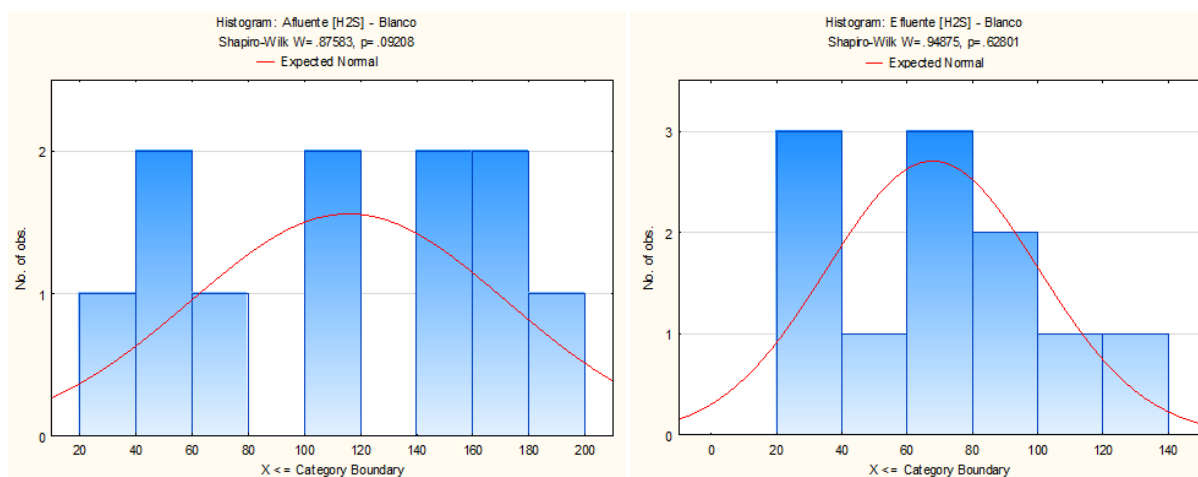 Histogram: Afluente [H2S] - Blanco
Shapiro-Wilk W=.87583, p=.09208
Expected Normal
2
1
0
No. of obs.
20 40 60 80 100 120 140 160 180 200
X <= Category Boundary
Histogram: Efluente [H2S] - Blanco
Shapiro-Wilk W=.94875, p=.62801
Expected Normal
3
2
1
0
No. of obs.
0 20 40 60 80 100 120 140
X <= Category Boundary